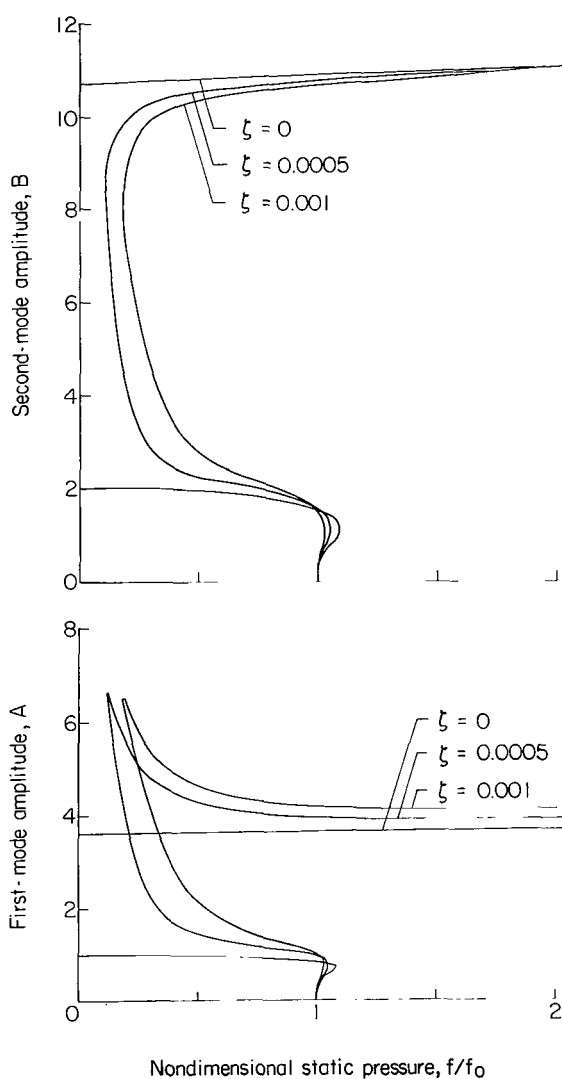 12
10
8
6
4
2
0
Second-mode amplitude, B
ζ = 0
ζ = 0.0005
ζ = 0.001
8
6
4
2
0
First-mode amplitude, A
ζ = 0
ζ = 0.0005
ζ = 0.001
1
2
Nondimensional static pressure, f/f₀